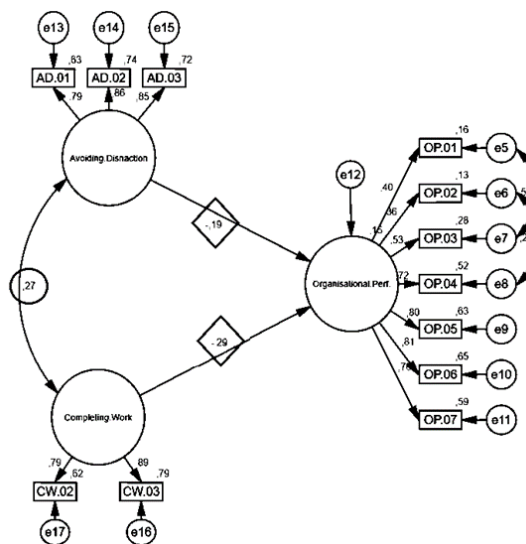 e13
e14
e15
,63
,74
,72
AD.01
AD.02
AD.03
,79
,86
,85
Avoiding.Disnaction
e12
-,19
,27
-,29
Organisational.Perf.
,15
,16
OP.01
e5
,40
,13
OP.02
e6
,36
,28
OP.03
e7
,53
,52
OP.04
e8
,72
,63
OP.05
e9
,80
,65
OP.06
e10
,81
,59
OP.07
e11
Completing.Work
,79
,62
,89
,79
CW.02
CW.03
e17
e16